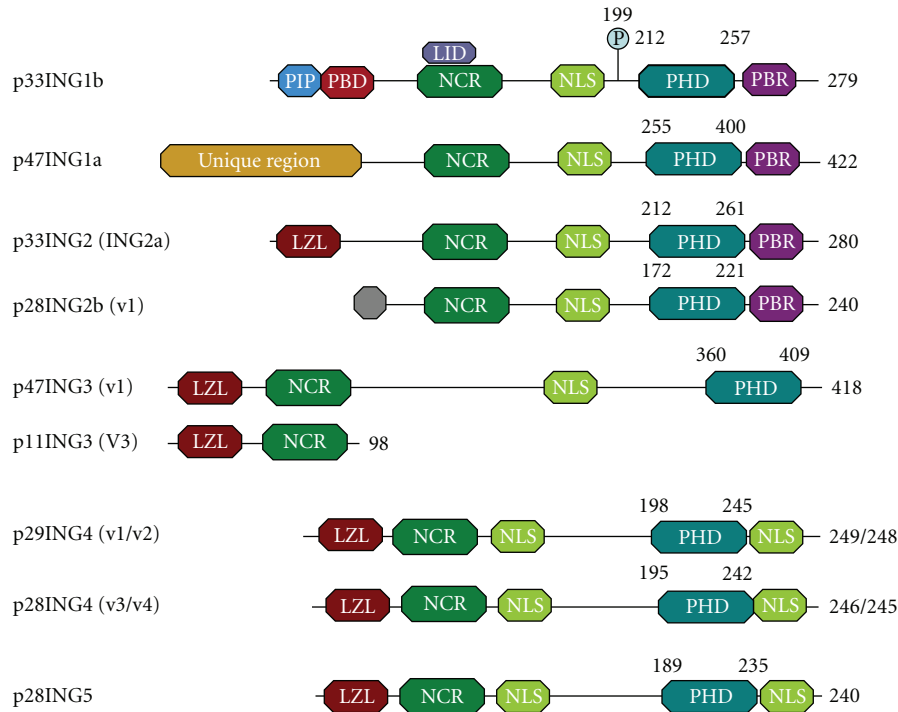 199
P 212 257
LID
p33ING1b PIP PBD NCR NLS PHD PBR 279
255 400
p47ING1a Unique region NCR NLS PHD PBR 422
212 261
p33ING2 (ING2a) LZL NCR NLS PHD PBR 280
172 221
p28ING2b (v1) NCR NLS PHD PBR 240
360 409
p47ING3 (v1) LZL NCR NLS PHD 418
p11ING3 (V3) LZL NCR 98
198 245
p29ING4 (v1/v2) LZL NCR NLS PHD NLS 249/248
195 242
p28ING4 (v3/v4) LZL NCR NLS PHD NLS 246/245
189 235
p28ING5 LZL NCR NLS PHD NLS 240